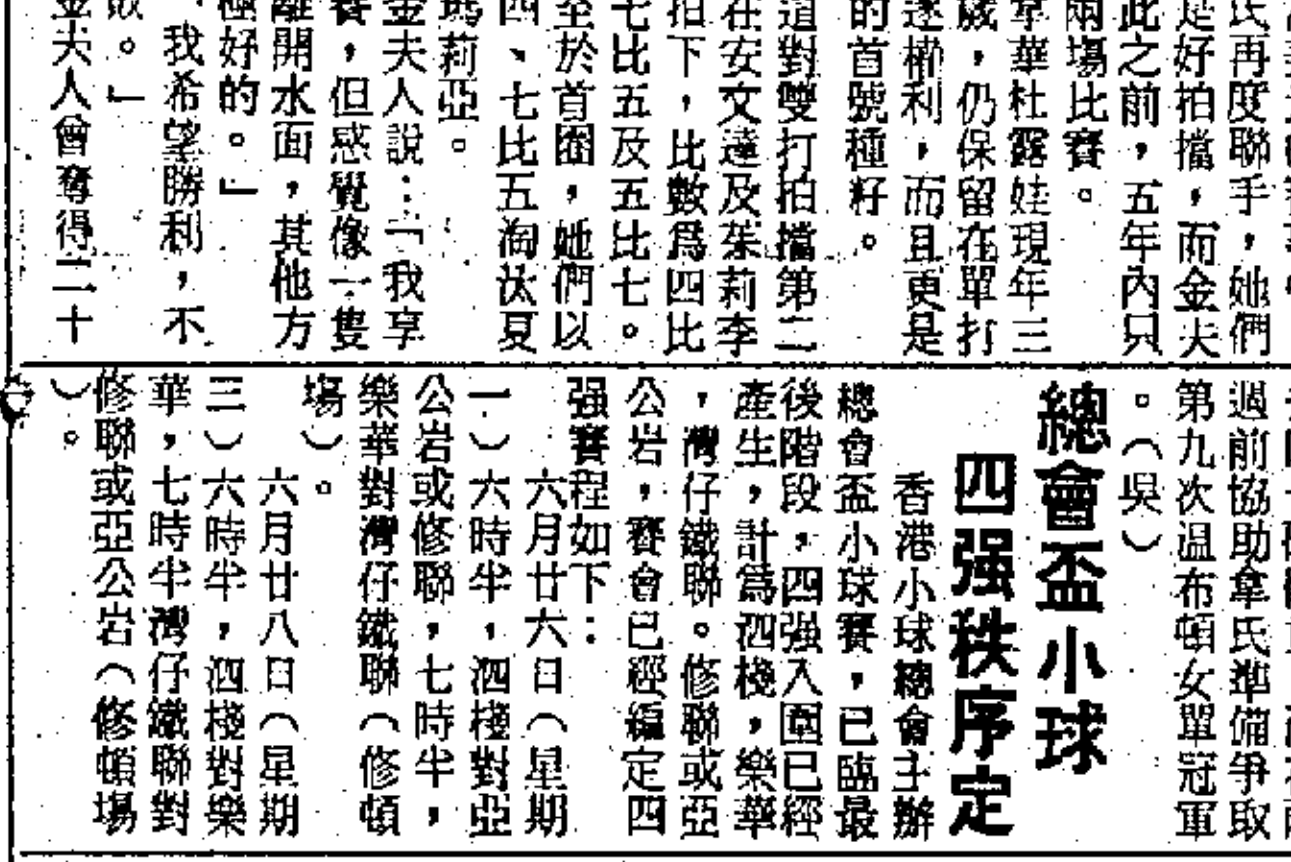 氏再度聯手，她們
是好拍擋，而金夫
此之前，五年內只
兩場比賽。
拿華杜露娃現年三
歲，仍保留在單打
逐權利，而且更是
的首號種籽。
道對雙打拍擋第二
在安文達及茱莉李
拍下，比數爲四比
七比五及五比七。
至於首圈，她們以
四、七比五淘汰夏
瑪莉亞。
金夫人說：「我享
賽，但感覺像一隻
離開水面，其他方
極好的。」
，我希望勝利，不
敗。」
金夫人會奪得二十
週前協助拿氏準備爭取
第九次温布頓女單冠軍
。（吳）
總會盃小球
四强秩序定
香港小球總會主辦
總會盃小球賽，已臨最
後階段，四强入圍已經
產生，計爲泗棧，樂華
，灣仔鐵聯。修聯或亞
公岩，賽會已經編定四
强賽程如下：
六月廿六日（星期
一）六時半，泗棧對亞
公岩或修聯，七時半，
樂華對灣仔鐵聯（修頓
場）。
六月廿八日（星期
三）六時半，泗棧對樂
華，七時半灣仔鐵聯對
修聯或亞公岩（修頓場
）。